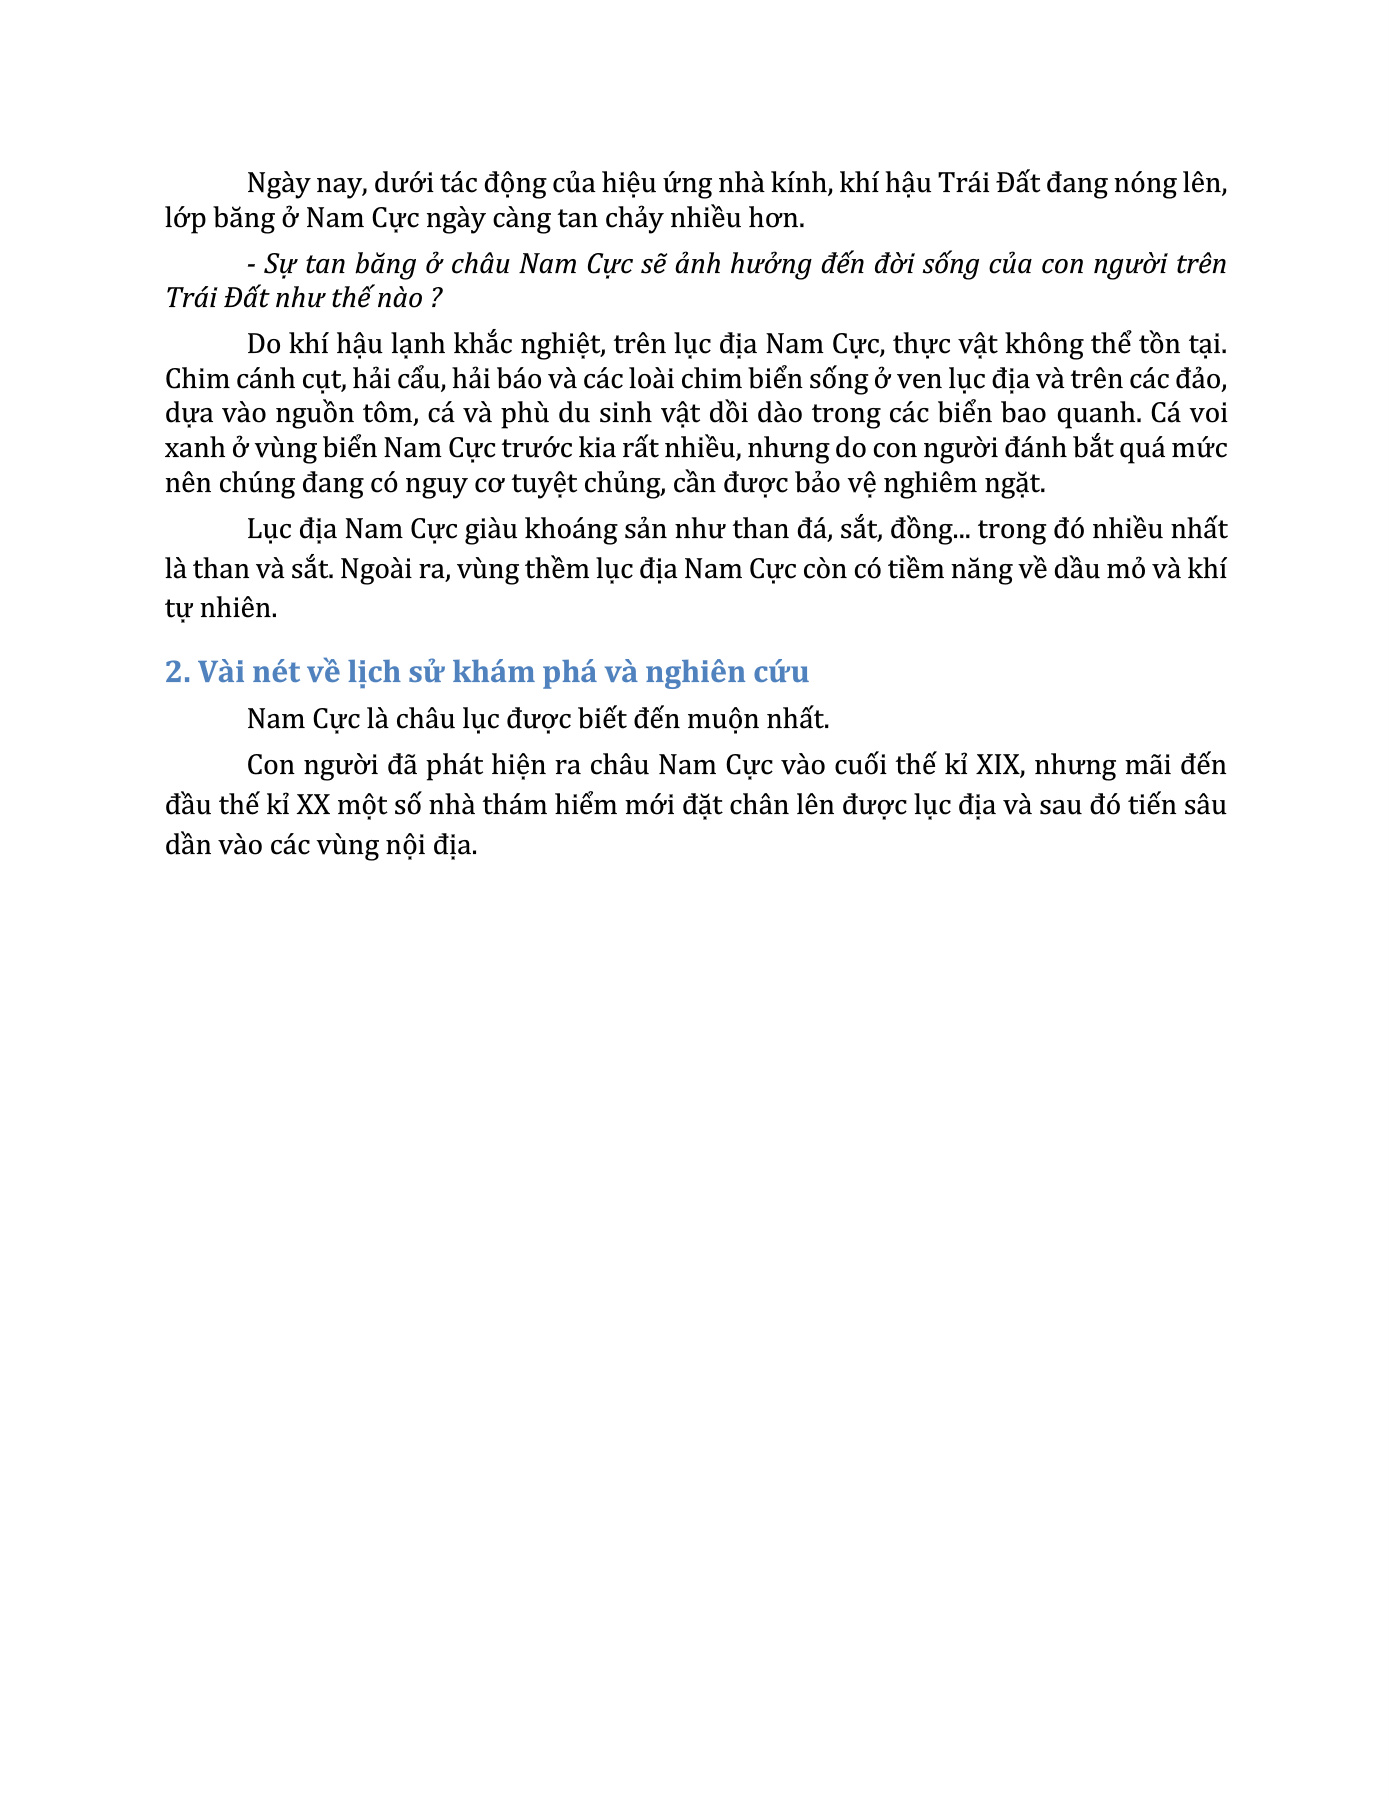 Ngày nay, dưới tác động của hiệu ứng nhà kính, khí hậu Trái Đất đang nóng lên,
lớp băng ở Nam Cực ngày càng tan chảy nhiều hơn.
- Sự tan băng ở châu Nam Cực sẽ ảnh hưởng đến đời sống của con người trên
Trái Đất như thế nào ?
Do khí hậu lạnh khắc nghiệt, trên lục địa Nam Cực, thực vật không thể tồn tại.
Chim cánh cụt, hải cẩu, hải báo và các loài chim biển sống ở ven lục địa và trên các đảo,
dựa vào nguồn tôm, cá và phù du sinh vật dồi dào trong các biển bao quanh. Cá voi
xanh ở vùng biển Nam Cực trước kia rất nhiều, nhưng do con người đánh bắt quá mức
nên chúng đang có nguy cơ tuyệt chủng, cần được bảo vệ nghiêm ngặt.
Lục địa Nam Cực giàu khoáng sản như than đá, sắt, đồng... trong đó nhiều nhất
là than và sắt. Ngoài ra, vùng thềm lục địa Nam Cực còn có tiềm năng về dầu mỏ và khí
tự nhiên.
2. Vài nét về lịch sử khám phá và nghiên cứu
Nam Cực là châu lục được biết đến muộn nhất.
Con người đã phát hiện ra châu Nam Cực vào cuối thế kỉ XIX, nhưng mãi đến
đầu thế kỉ XX một số nhà thám hiểm mới đặt chân lên được lục địa và sau đó tiến sâu
dần vào các vùng nội địa.